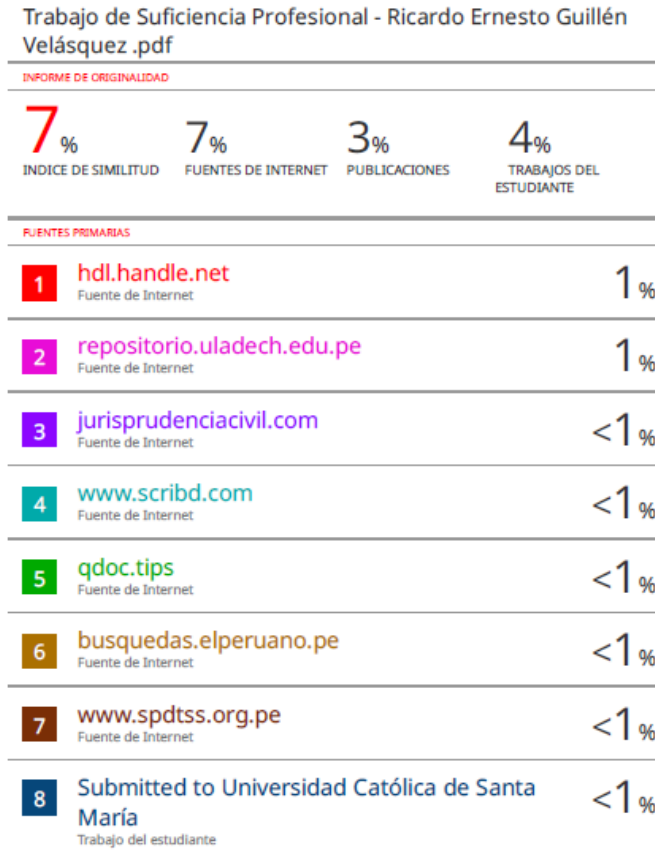 Trabajo de Suficiencia Profesional - Ricardo Ernesto Guillén
Velásquez .pdf
INFORME DE ORIGINALIDAD
7% 7% 3% 4%
INDICE DE SIMILITUD FUENTES DE INTERNET PUBLICACIONES TRABAJOS DEL
ESTUDIANTE
FUENTES PRIMARIAS
1 hdl.handle.net 1%
Fuente de Internet
2 repositorio.uladech.edu.pe 1%
Fuente de Internet
3 jurisprudenciacivil.com <1%
Fuente de Internet
4 www.scribd.com <1%
Fuente de Internet
5 qdoc.tips <1%
Fuente de Internet
6 busquedas.elperuano.pe <1%
Fuente de Internet
7 www.spdtss.org.pe <1%
Fuente de Internet
8 Submitted to Universidad Católica de Santa <1%
María
Trabajo del estudiante